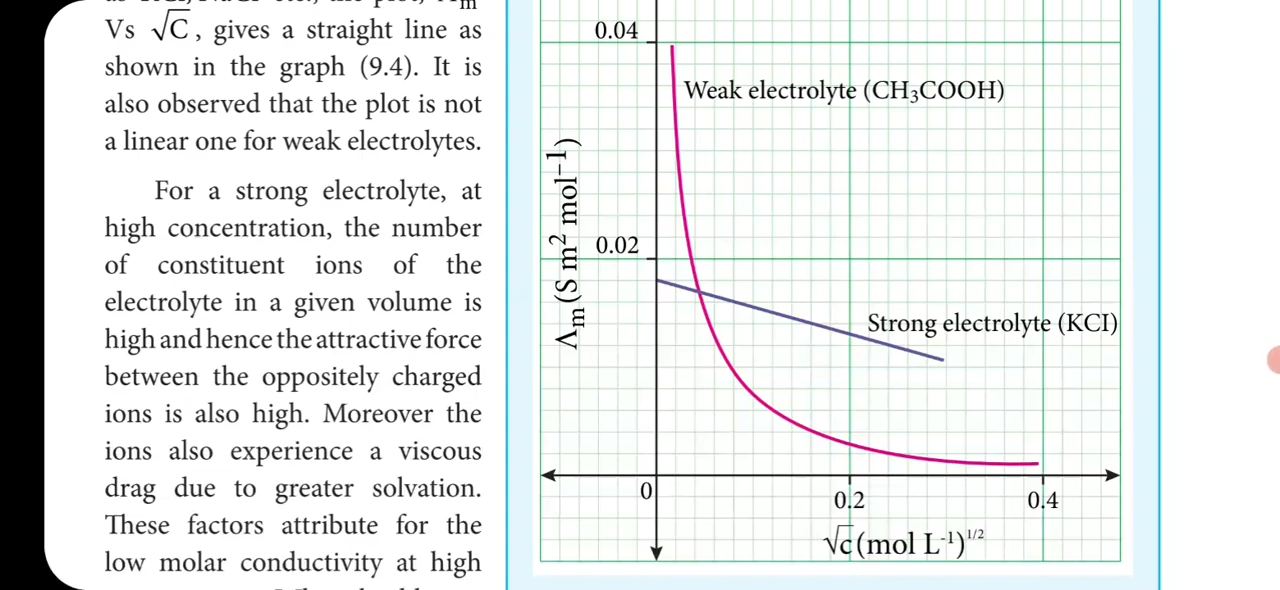 Vs √C, gives a straight line as
shown in the graph (9.4). It is
also observed that the plot is not
a linear one for weak electrolytes.
For a strong electrolyte, at
high concentration, the number
of constituent ions of the
electrolyte in a given volume is
high and hence the attractive force
between the oppositely charged
ions is also high. Moreover the
ions also experience a viscous
drag due to greater solvation.
These factors attribute for the
low molar conductivity at high
0.04
Weak electrolyte (CH₃COOH)
Λm (S m² mol⁻¹)
0.02
Strong electrolyte (KCI)
0
0.2
0.4
√c (mol L⁻¹)¹/²